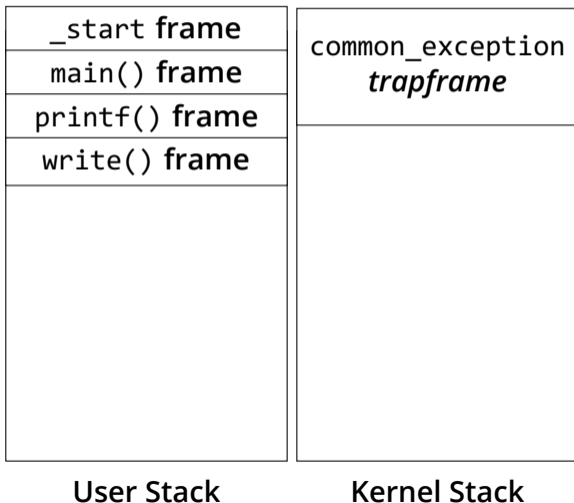 _start frame
main() frame
printf() frame
write() frame
common_exception
trapframe
User Stack
Kernel Stack